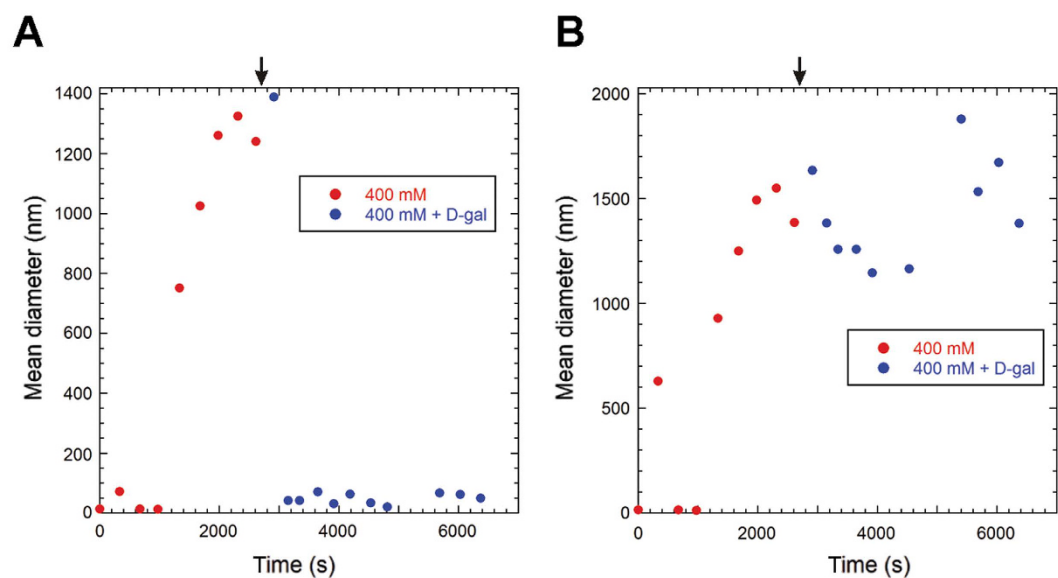 A
Mean diameter (nm)
1400
1200
1000
800
600
400
200
0
0 2000 4000 6000
Time (s)
400 mM
400 mM + D-gal
B
Mean diameter (nm)
2000
1500
1000
500
0
0 2000 4000 6000
Time (s)
400 mM
400 mM + D-gal